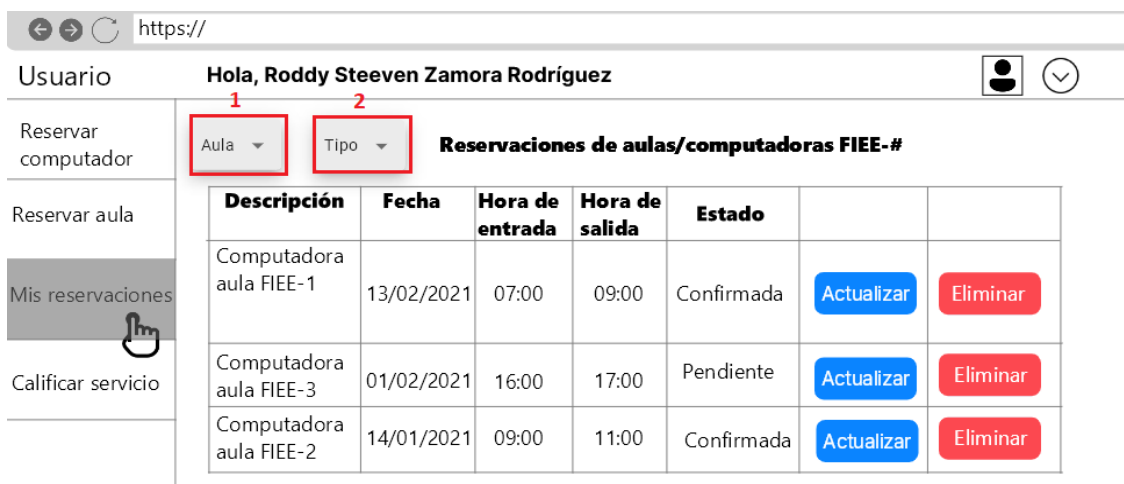 https://
Usuario
Hola, Roddy Steeven Zamora Rodríguez
1
2
Reservar
computador
Reservar aula
Mis reservaciones
Calificar servicio
Aula
Tipo
Reservaciones de aulas/computadoras FIEE-#
Descripción Fecha Hora de entrada Hora de salida Estado
Computadora
aula FIEE-1
13/02/2021 07:00 09:00 Confirmada Actualizar Eliminar
Computadora
aula FIEE-3
01/02/2021 16:00 17:00 Pendiente Actualizar Eliminar
Computadora
aula FIEE-2
14/01/2021 09:00 11:00 Confirmada Actualizar Eliminar